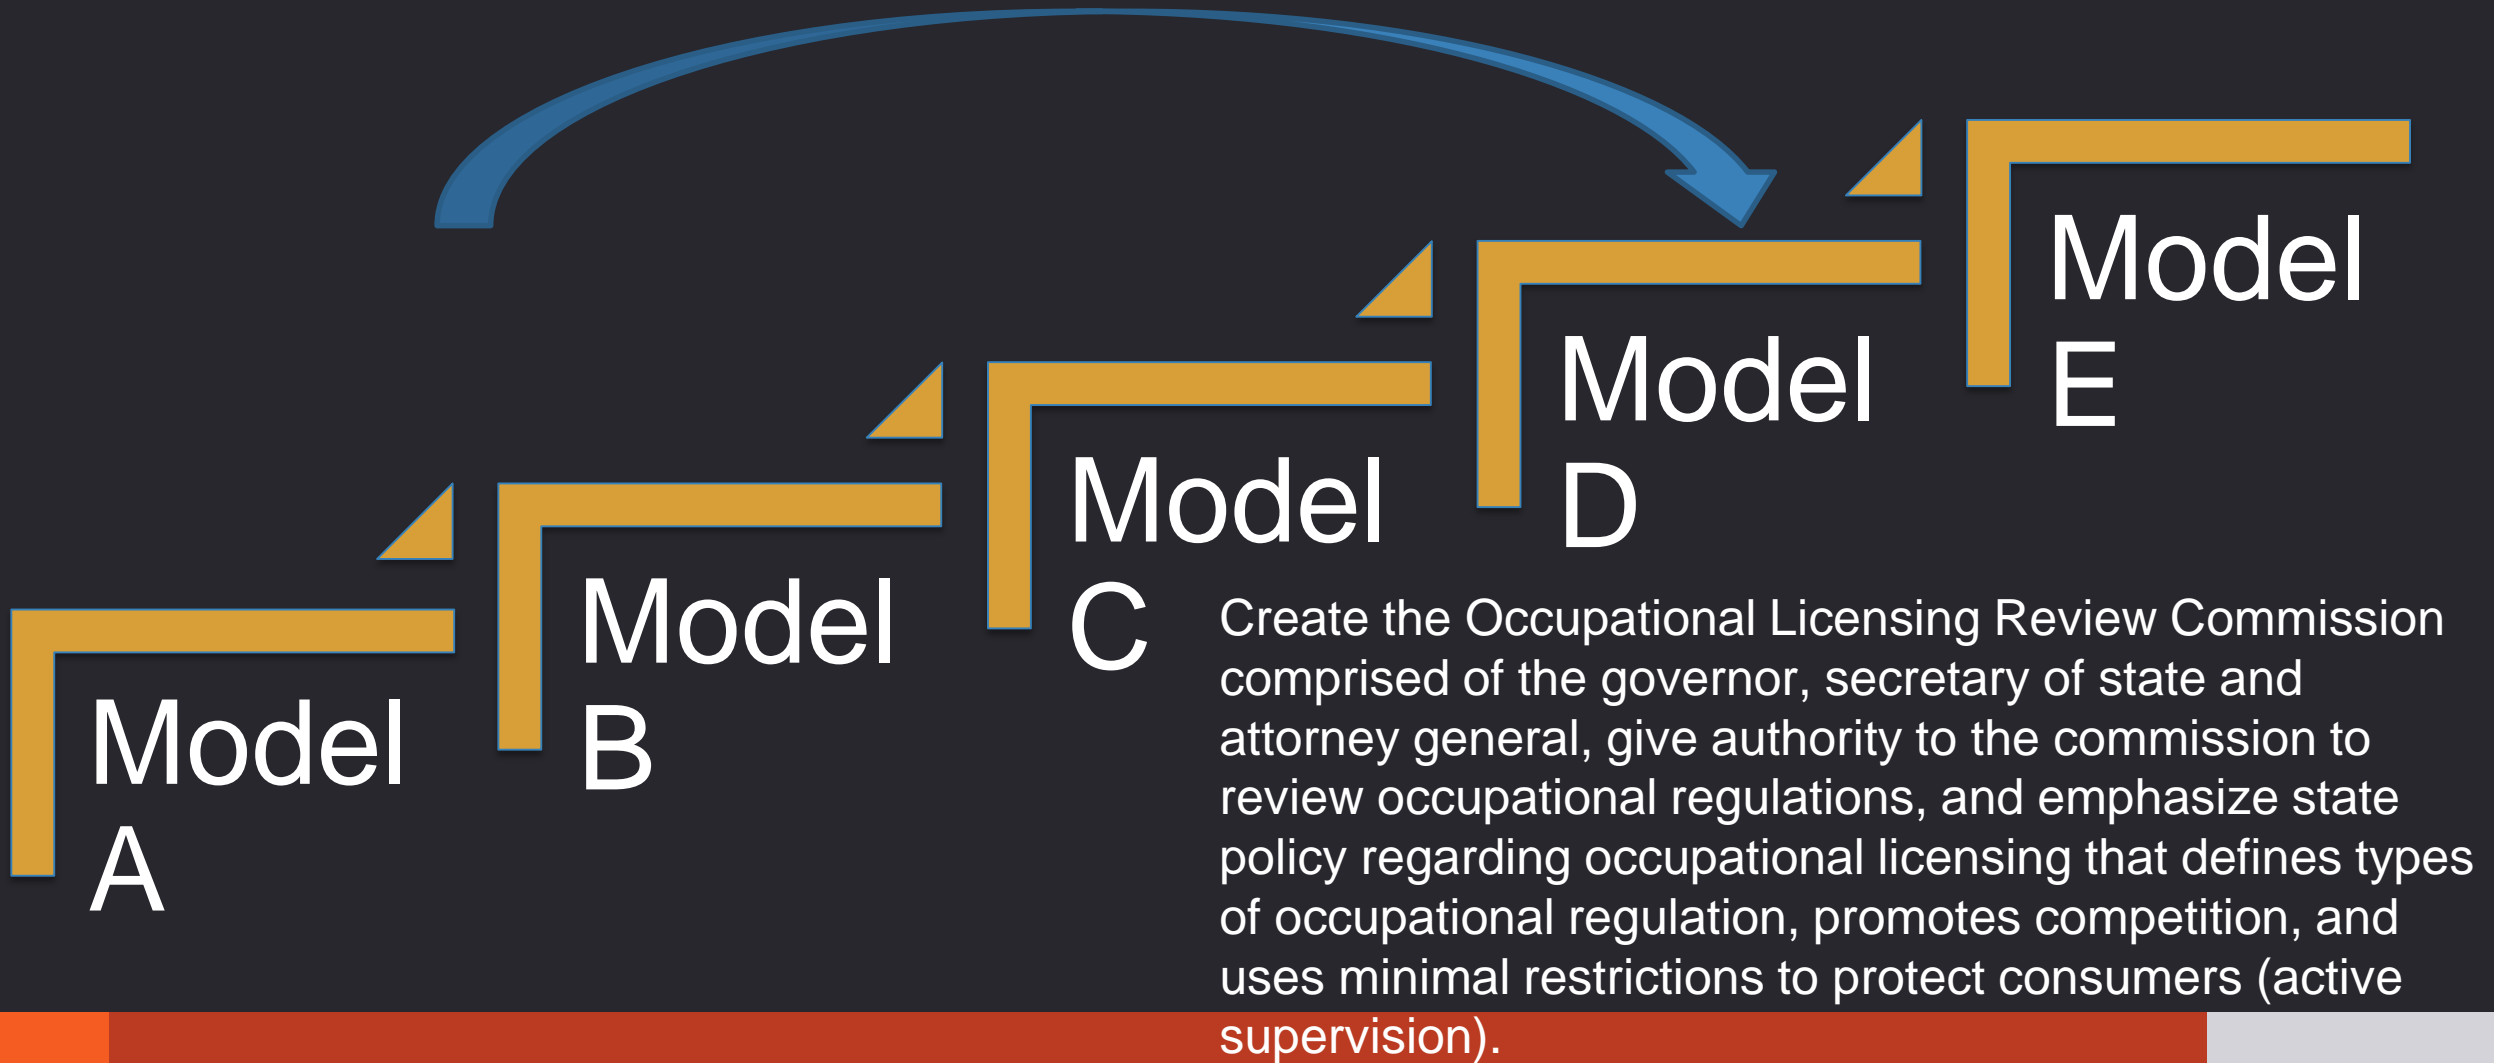 Model
A
Model
B
Model
C
Model
D
Model
E
Create the Occupational Licensing Review Commission
comprised of the governor, secretary of state and
attorney general, give authority to the commission to
review occupational regulations, and emphasize state
policy regarding occupational licensing that defines types
of occupational regulation, promotes competition, and
uses minimal restrictions to protect consumers (active
supervision).